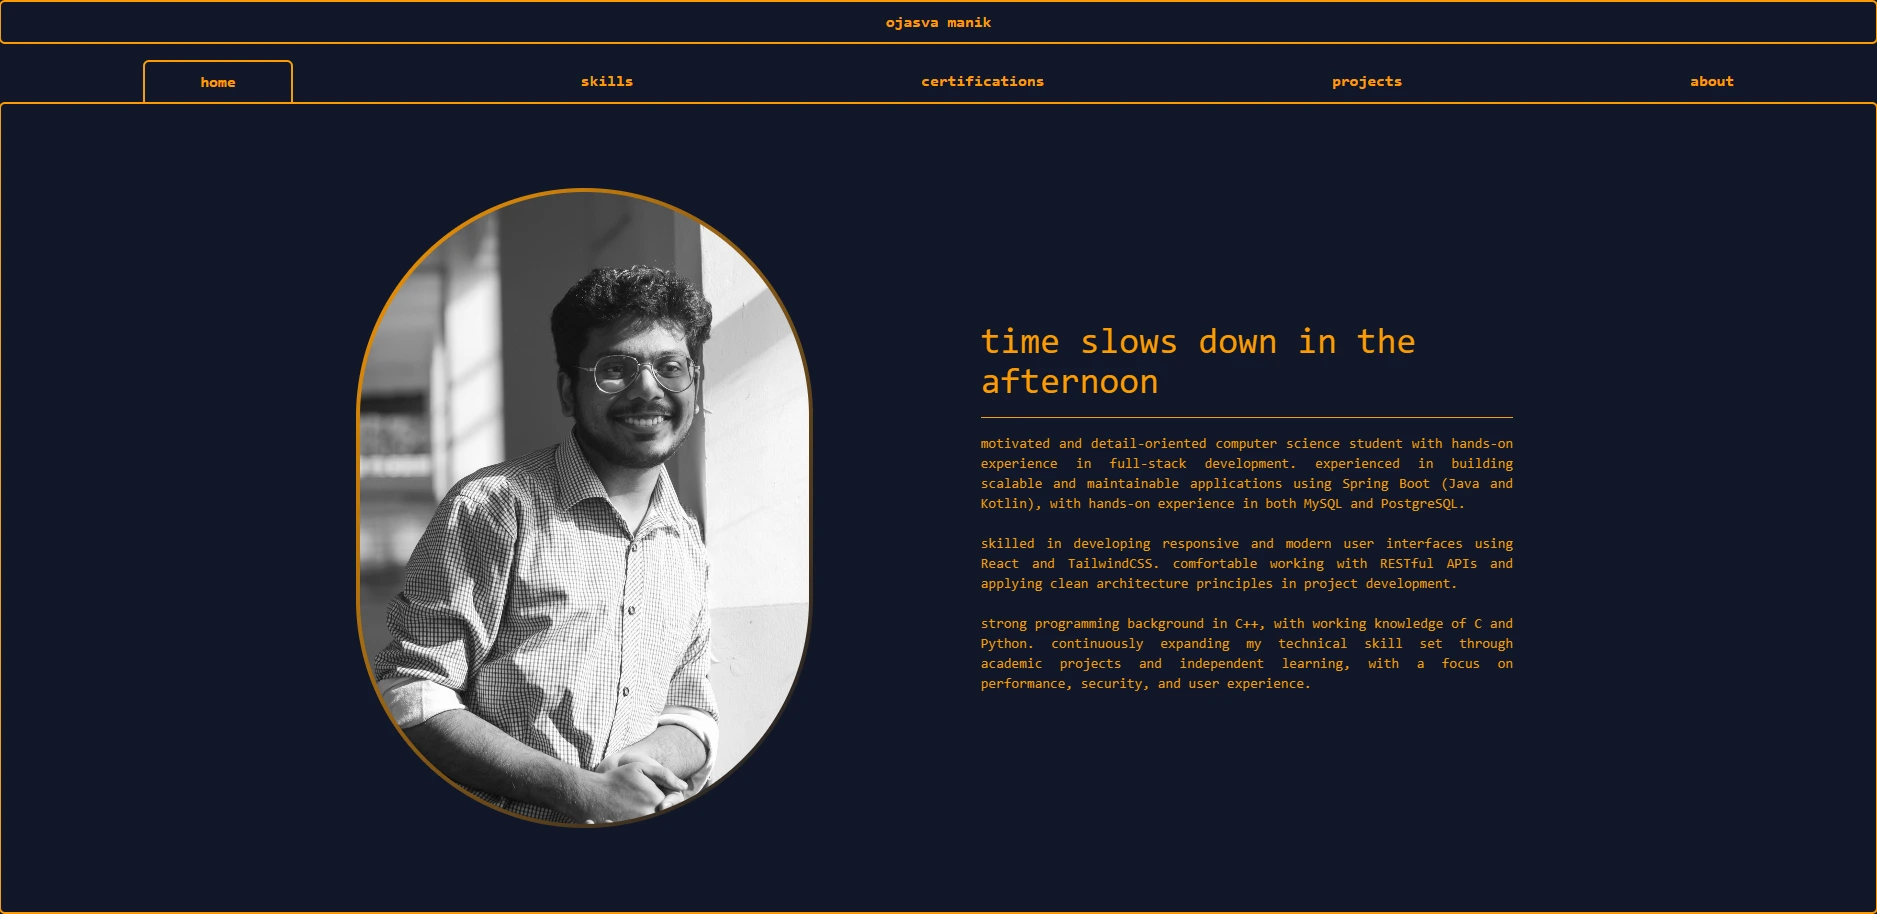 ojasva manik
home skills certifications projects about
time slows down in the
afternoon
motivated and detail-oriented computer science student with hands-on
experience in full-stack development. experienced in building
scalable and maintainable applications using Spring Boot (Java and
Kotlin), with hands-on experience in both MySQL and PostgreSQL.
skilled in developing responsive and modern user interfaces using
React and TailwindCSS. comfortable working with RESTful APIs and
applying clean architecture principles in project development.
strong programming background in C++, with working knowledge of C and
Python. continuously expanding my technical skill set through
academic projects and independent learning, with a focus on
performance, security, and user experience.